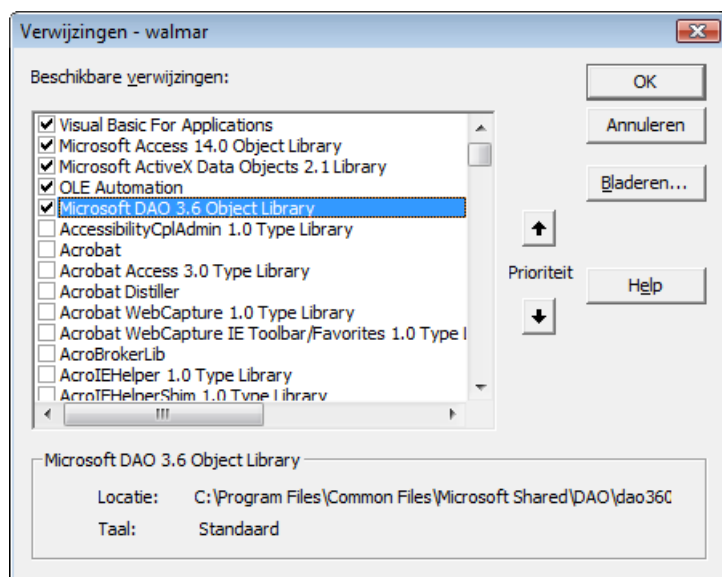 Verwijzingen - walmar
Beschikbare verwijzingen:
Visual Basic For Applications
Microsoft Access 14.0 Object Library
Microsoft ActiveX Data Objects 2.1 Library
OLE Automation
Microsoft DAO 3.6 Object Library
AccessibilityCplAdmin 1.0 Type Library
Acrobat
Acrobat Access 3.0 Type Library
Acrobat Distiller
Acrobat WebCapture 1.0 Type Library
Acrobat WebCapture IE Toolbar/Favorites 1.0 Type l
AcroBrokerLib
AcroIEHelper 1.0 Type Library
AcroIEHelperShim 1.0 Type Library
OK
Annuleren
Bladeren...
Prioriteit
Help
Microsoft DAO 3.6 Object Library
Locatie: C:\Program Files\Common Files\Microsoft Shared\DAO\dao360
Taal: Standaard